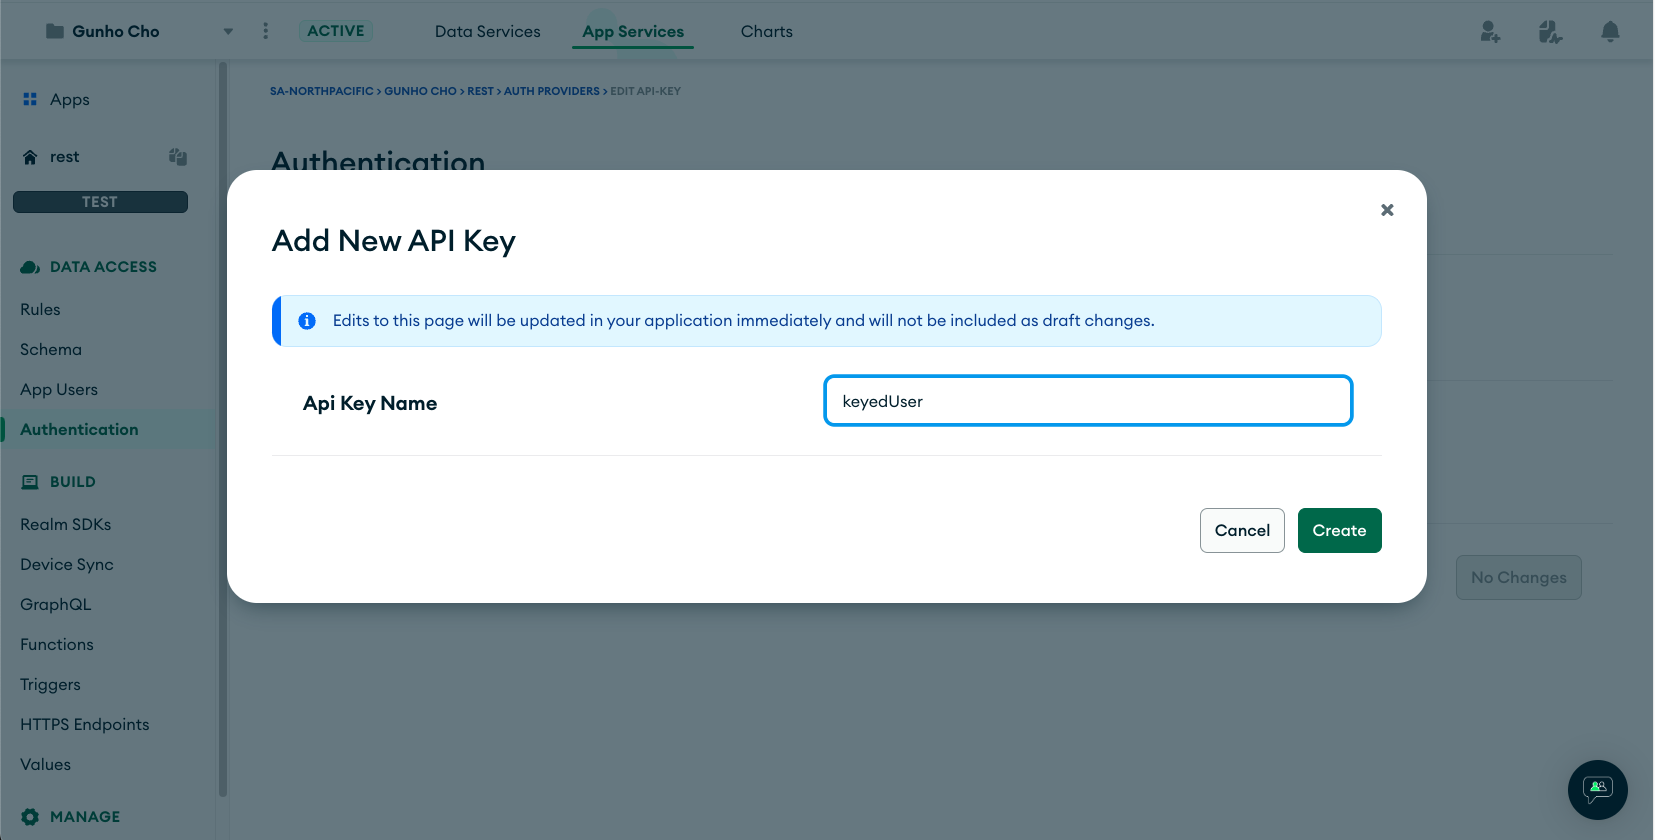 Gunho Cho
ACTIVE
Data Services
App Services
Charts
Apps
rest
TEST
DATA ACCESS
Rules
Schema
App Users
Authentication
BUILD
Realm SDKs
Device Sync
GraphQL
Functions
Triggers
HTTPS Endpoints
Values
MANAGE
SA-NORTHPACIFIC > GUNHO CHO > REST > AUTH PROVIDERS > EDIT API-KEY
Authentication
Add New API Key
Edits to this page will be updated in your application immediately and will not be included as draft changes.
Api Key Name
keyedUser
Cancel
Create
No Changes